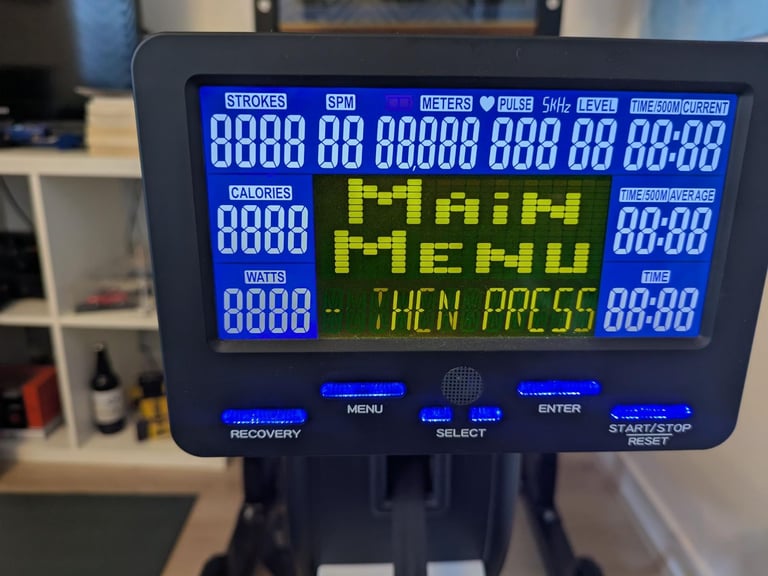 STROKES SPM METERS PULSE 5KHz LEVEL TIME/500M CURRENT
8888 88 88,888 888 88 88:88
CALORIES MAIN TIME/500M AVERAGE
8888 MENU 88:88
WATTS TIME
8888 - THEN PRESS 88:88
MENU ENTER
RECOVERY SELECT START/STOP
RESET